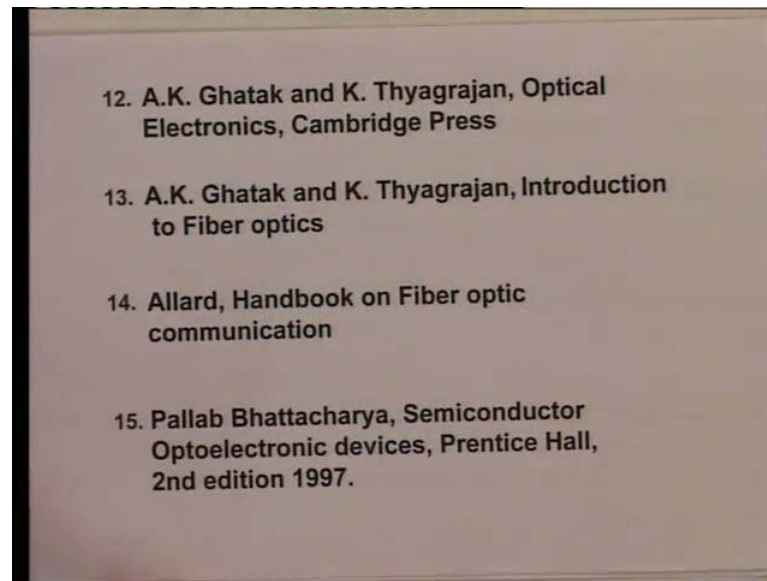 12. A.K. Ghatak and K. Thyagrajan, Optical
Electronics, Cambridge Press
13. A.K. Ghatak and K. Thyagrajan, Introduction
to Fiber optics
14. Allard, Handbook on Fiber optic
communication
15. Pallab Bhattacharya, Semiconductor
Optoelectronic devices, Prentice Hall,
2nd edition 1997.